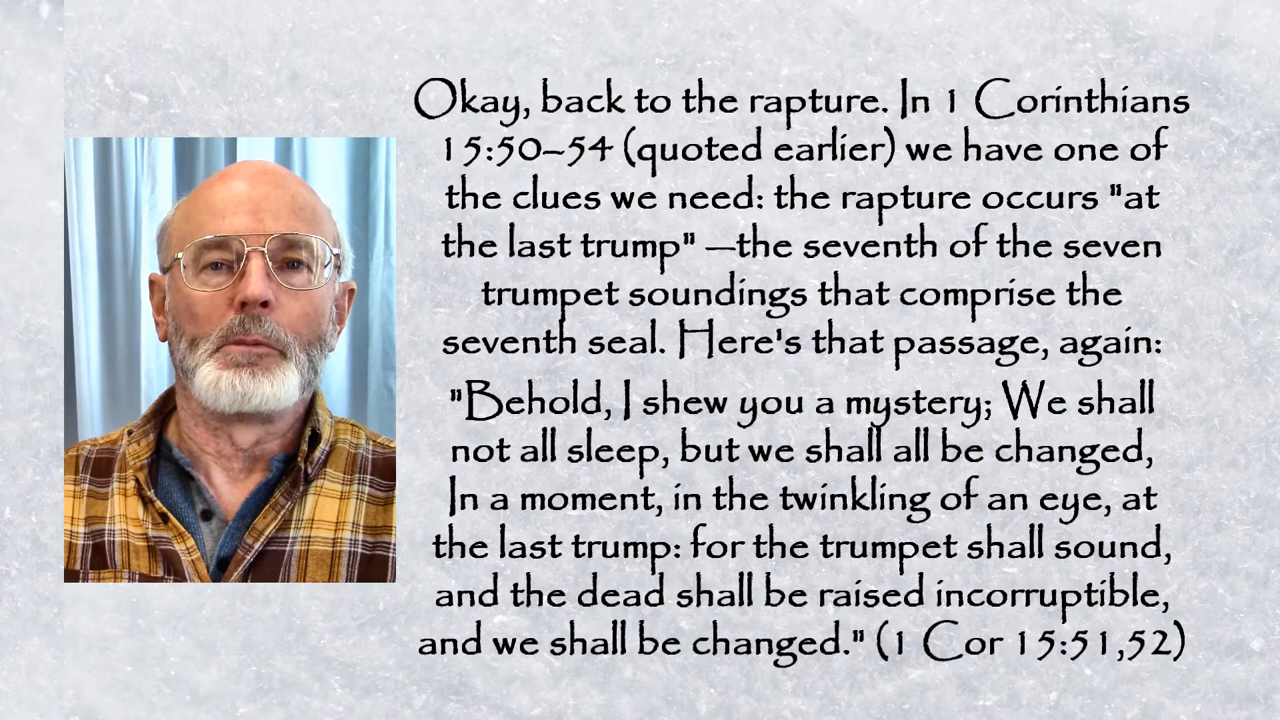 Okay, back to the rapture. In 1 Corinthians
15:50–54 (quoted earlier) we have one of
the clues we need: the rapture occurs "at
the last trump" —the seventh of the seven
trumpet soundings that comprise the
seventh seal. Here's that passage, again:
"Behold, I shew you a mystery; We shall
not all sleep, but we shall all be changed,
In a moment, in the twinkling of an eye, at
the last trump: for the trumpet shall sound,
and the dead shall be raised incorruptible,
and we shall be changed." (1 Cor 15:51,52)